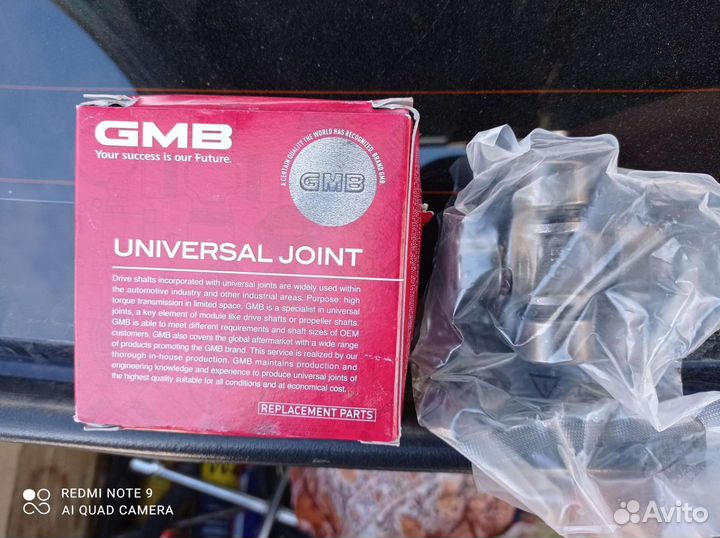 GMB
Your success is our Future.
A CERTAIN QUALITY THE WORLD HAS RECOGNIZED. BRAND GMB.
GMB
UNIVERSAL JOINT
Drive shafts incorporated with universal joints are widely used within
the automotive industry and other industrial areas. Purpose: high
torque transmission in limited space. GMB is a specialist in universal
joints, a key element of module like drive shafts or propeller shafts.
GMB is able to meet different requirements and shaft sizes of OEM
customers. GMB also covers the global aftermarket with a wide range
of products promoting the GMB brand. This service is realized by our
thorough in-house production. GMB maintains production and
engineering knowledge and experience to produce universal joints of
the highest quality suitable for all conditions and at economical cost.
REPLACEMENT PARTS
REDMI NOTE 9
AI QUAD CAMERA
Avito